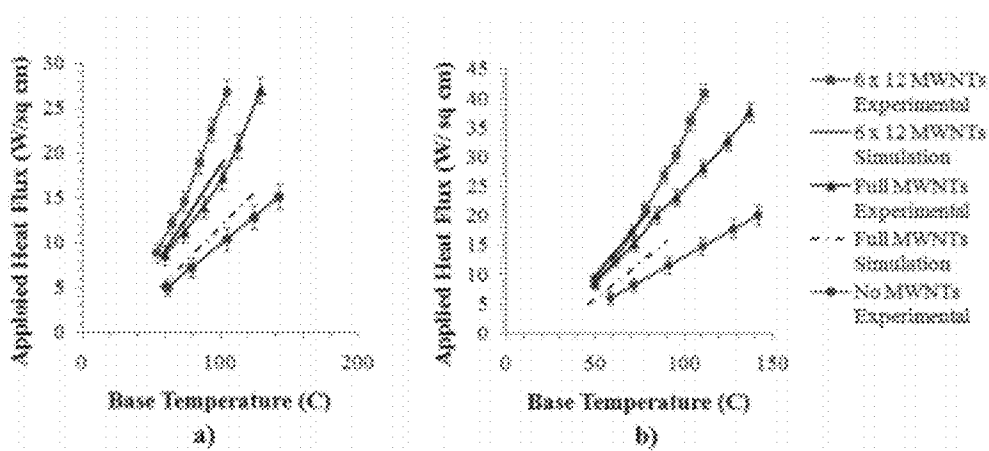 30
25
20
15
10
5
0
0
100
200
Applied Heat Flux (W/sq cm)
Base Temperature (C)
a)
45
40
35
30
25
20
15
10
5
0
0
50
100
150
Applied Heat Flux (W/ sq cm)
Base Temperature (C)
b)
6 x 12 MWNTs
Experimental
6 x 12 MWNTs
Simulation
Full MWNTs
Experimental
Full MWNTs
Simulation
No MWNTs
Experimental